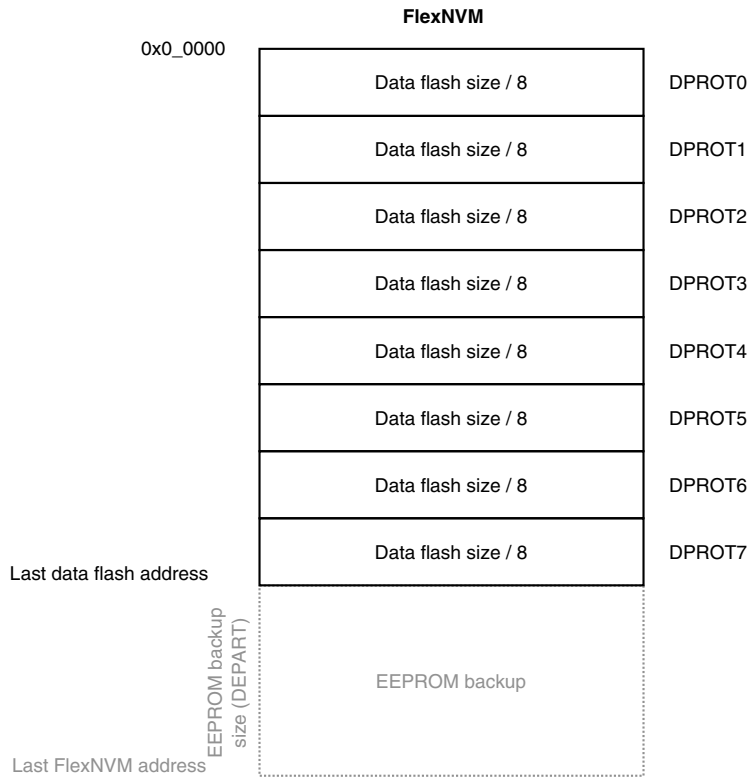 FlexNVM
0x0_0000
Data flash size / 8 DPROT0
Data flash size / 8 DPROT1
Data flash size / 8 DPROT2
Data flash size / 8 DPROT3
Data flash size / 8 DPROT4
Data flash size / 8 DPROT5
Data flash size / 8 DPROT6
Data flash size / 8 DPROT7
Last data flash address
EEPROM backup
size (DEPART)
EEPROM backup
Last FlexNVM address